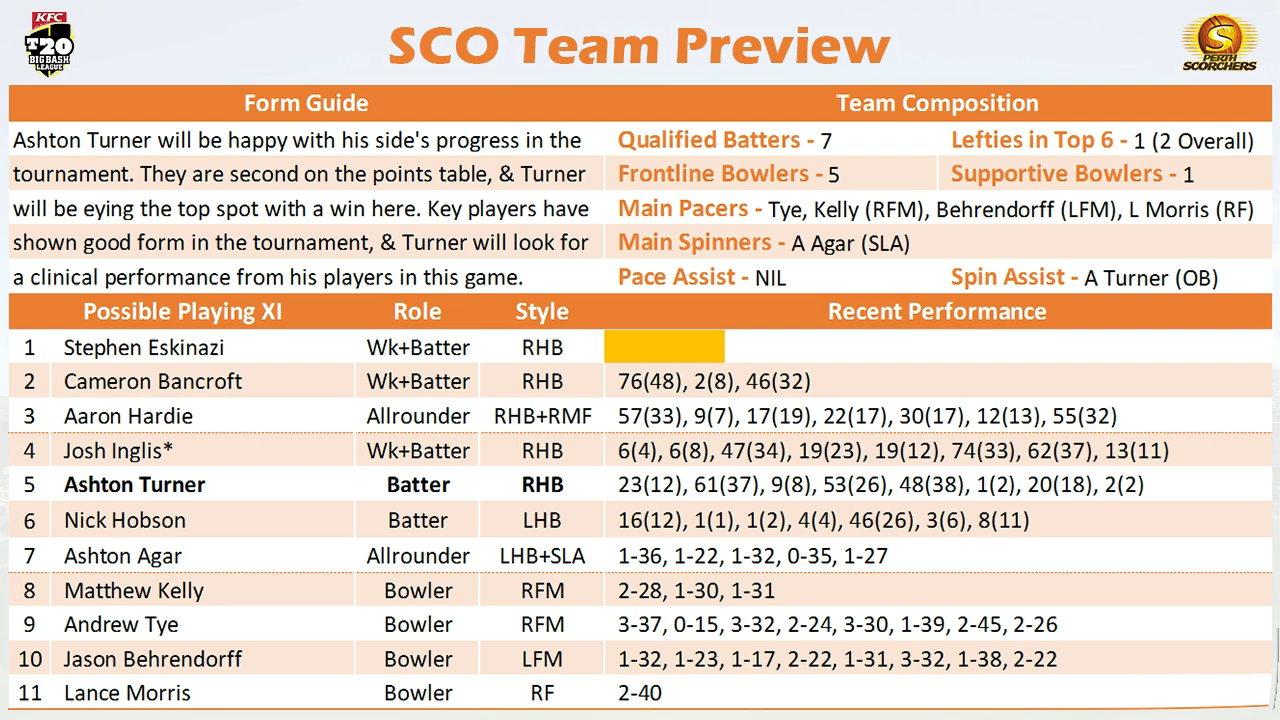 KFC
T20
BIG BASH
LEAGUE
SCO Team Preview
S
PERTH
SCORCHERS
Form Guide
Team Composition
Ashton Turner will be happy with his side's progress in the
tournament. They are second on the points table, & Turner
will be eying the top spot with a win here. Key players have
shown good form in the tournament, & Turner will look for
a clinical performance from his players in this game.
Qualified Batters - 7 Lefties in Top 6 - 1 (2 Overall)
Frontline Bowlers - 5 Supportive Bowlers - 1
Main Pacers - Tye, Kelly (RFM), Behrendorff (LFM), L Morris (RF)
Main Spinners - A Agar (SLA)
Pace Assist - NIL Spin Assist - A Turner (OB)
Possible Playing XI Role Style Recent Performance
1 Stephen Eskinazi Wk+Batter RHB
2 Cameron Bancroft Wk+Batter RHB 76(48), 2(8), 46(32)
3 Aaron Hardie Allrounder RHB+RMF 57(33), 9(7), 17(19), 22(17), 30(17), 12(13), 55(32)
4 Josh Inglis* Wk+Batter RHB 6(4), 6(8), 47(34), 19(23), 19(12), 74(33), 62(37), 13(11)
5 Ashton Turner Batter RHB 23(12), 61(37), 9(8), 53(26), 48(38), 1(2), 20(18), 2(2)
6 Nick Hobson Batter LHB 16(12), 1(1), 1(2), 4(4), 46(26), 3(6), 8(11)
7 Ashton Agar Allrounder LHB+SLA 1-36, 1-22, 1-32, 0-35, 1-27
8 Matthew Kelly Bowler RFM 2-28, 1-30, 1-31
9 Andrew Tye Bowler RFM 3-37, 0-15, 3-32, 2-24, 3-30, 1-39, 2-45, 2-26
10 Jason Behrendorff Bowler LFM 1-32, 1-23, 1-17, 2-22, 1-31, 3-32, 1-38, 2-22
11 Lance Morris Bowler RF 2-40